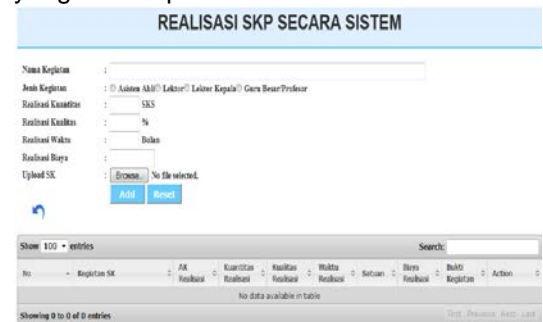 REALISASI SKP SECARA SISTEM
Nama Kegiatan :
Jenis Kegiatan : Asisten Ahli Lektor Lektor Kepala Guru Besar/Profesor
Realisasi Kuantitas : SKS
Realisasi Kualitas : %
Realisasi Waktu : Bulan
Realisasi Biaya :
Upload SK : Browse... No file selected.
Add Reset
Show 100 entries Search:
No Kegiatan SK AK Realisasi Kuantitas Realisasi Kualitas Realisasi Waktu Realisasi Satuan Biaya Realisasi Bukti Kegiatan Action
No data available in table
Showing 0 to 0 of 0 entries First Previous Next Last